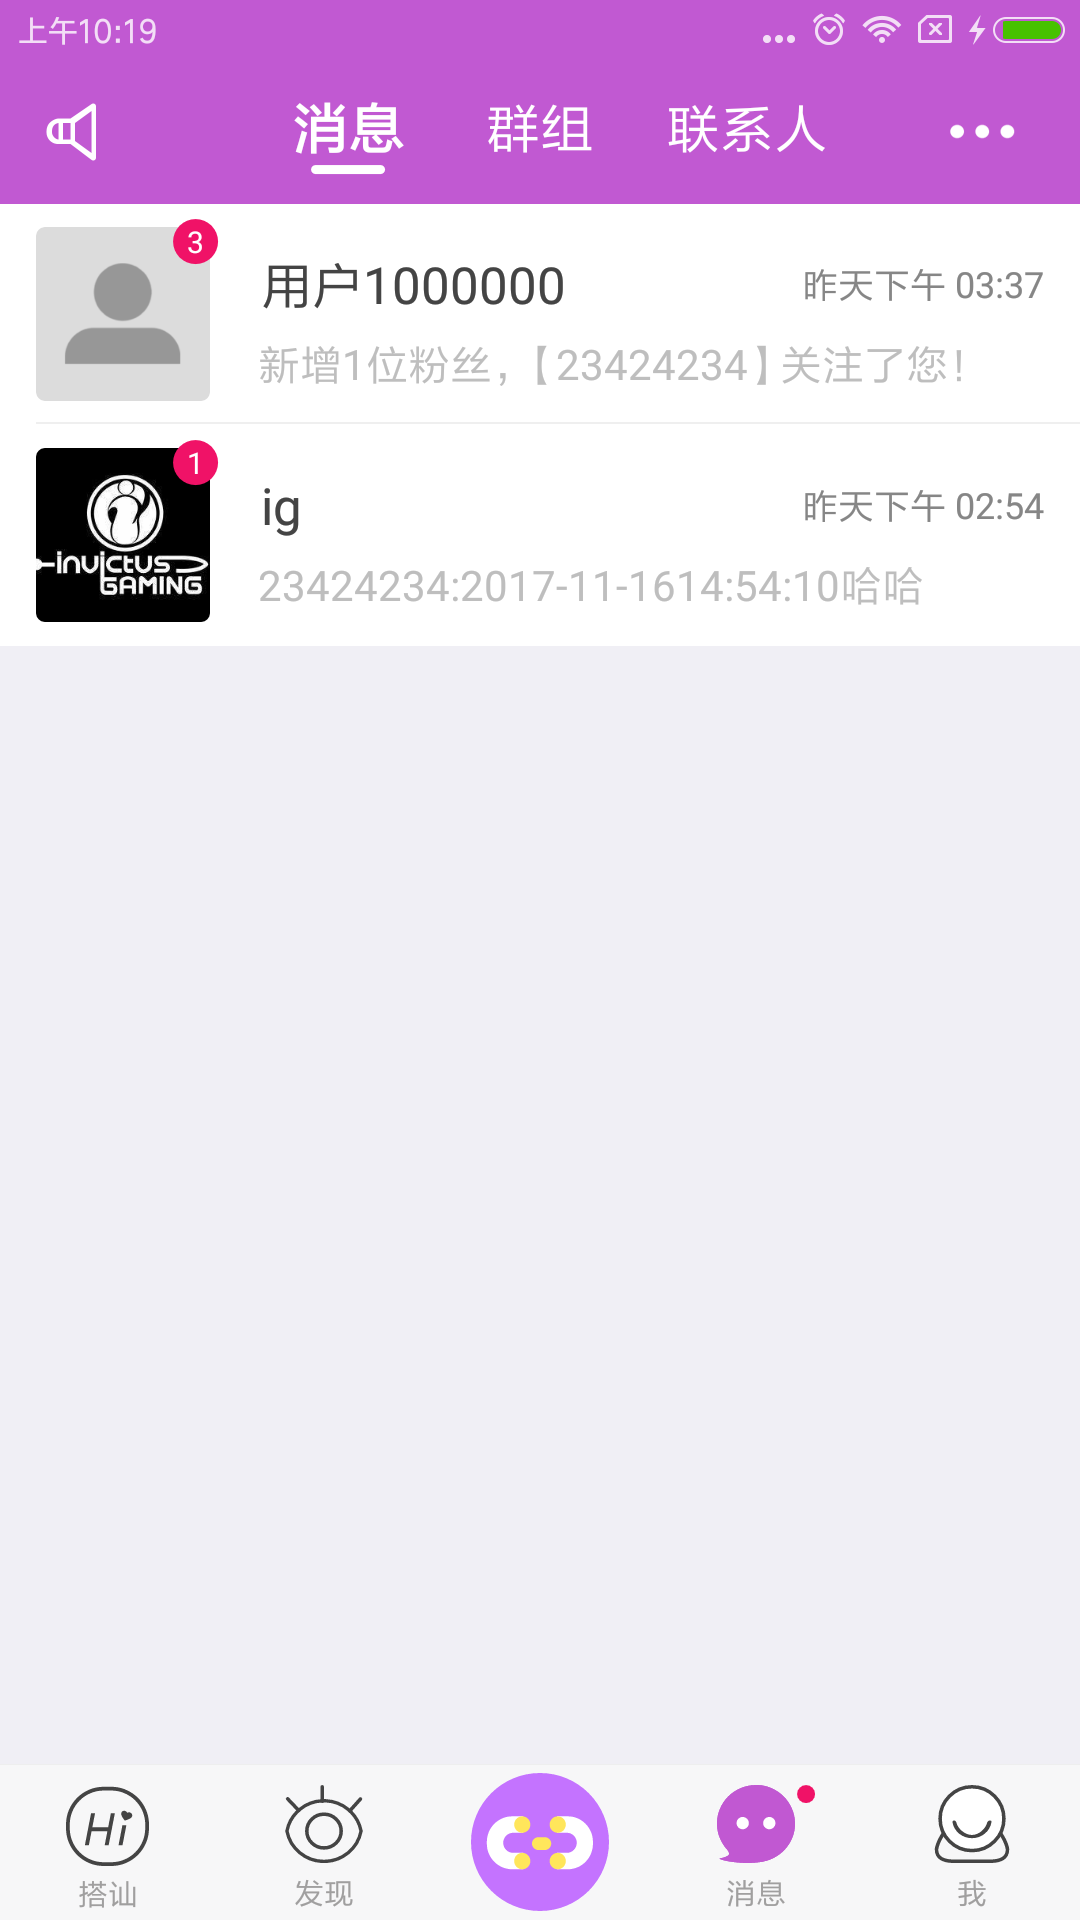 上午10:19
消息 群组 联系人
3
用户1000000 昨天下午 03:37
新增1位粉丝，【23424234】关注了您！
1
ig 昨天下午 02:54
invictus
GAMING
23424234:2017-11-1614:54:10哈哈
Hi
搭讪 发现 消息 我